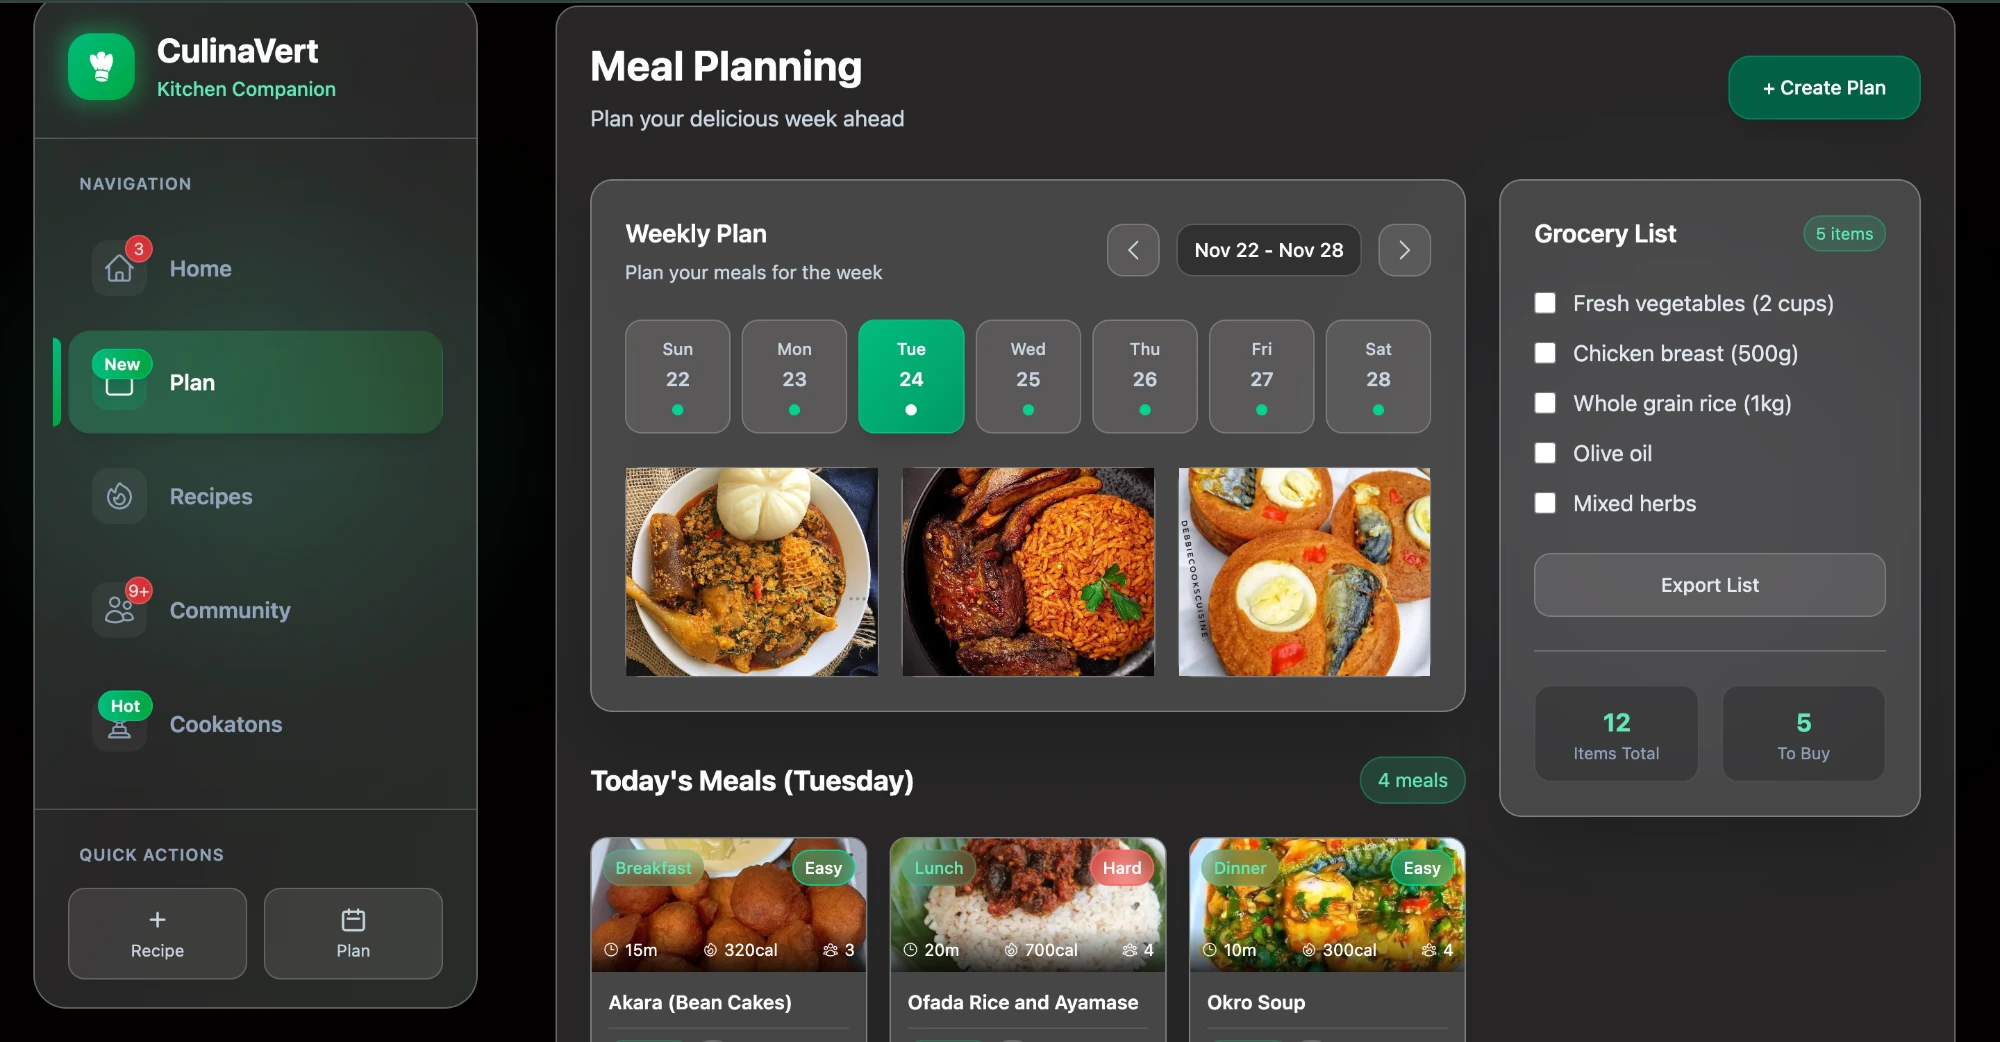 CulinaVert
Kitchen Companion
NAVIGATION
3
Home
New
Plan
Recipes
9+
Community
Hot
Cookatons
QUICK ACTIONS
+
Recipe
Plan
Meal Planning
Plan your delicious week ahead
+ Create Plan
Weekly Plan
Plan your meals for the week
Nov 22 - Nov 28
Sun
22
Mon
23
Tue
24
Wed
25
Thu
26
Fri
27
Sat
28
DEBBIECOOKSCUISINE
Today's Meals (Tuesday)
4 meals
Breakfast
Easy
15m
320cal
3
Akara (Bean Cakes)
Lunch
Hard
20m
700cal
4
Ofada Rice and Ayamase
Dinner
Easy
10m
300cal
4
Okro Soup
Grocery List
5 items
Fresh vegetables (2 cups)
Chicken breast (500g)
Whole grain rice (1kg)
Olive oil
Mixed herbs
Export List
12
Items Total
5
To Buy